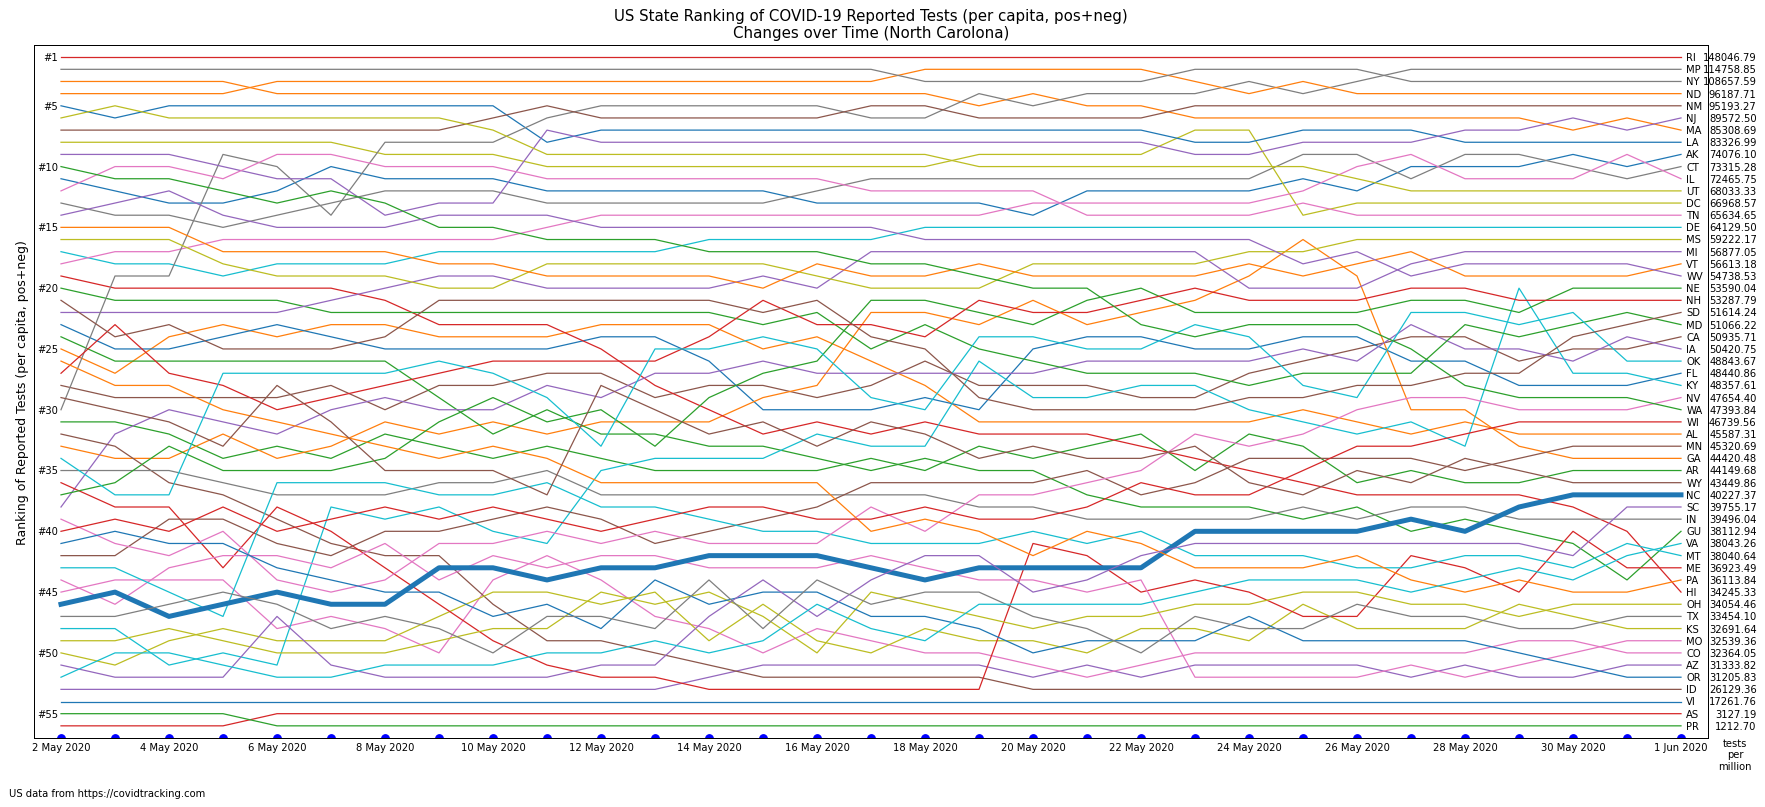 US State Ranking of COVID-19 Reported Tests (per capita, pos+neg)
Changes over Time (North Carolona)
Ranking of Reported Tests (per capita, pos+neg)
#1
#5
#10
#15
#20
#25
#30
#35
#40
#45
#50
#55
RI 148046.79
MP 114758.85
NY 108657.59
ND 96187.71
NM 95193.27
NJ 89572.50
MA 85308.69
LA 83326.99
AK 74076.10
CT 73315.28
IL 72465.75
UT 68033.33
DC 66968.57
TN 65634.65
DE 64129.50
MS 59222.17
MI 56877.05
VT 56613.18
WV 54738.53
NE 53590.04
NH 53287.79
SD 51614.24
MD 51066.22
CA 50935.71
IA 50420.75
OK 48843.67
FL 48440.86
KY 48357.61
NV 47654.40
WA 47393.84
WI 46739.56
AL 45587.31
MN 45320.69
GA 44420.48
AR 44149.68
WY 43449.86
NC 40227.37
SC 39755.17
IN 39496.04
GU 38112.94
VA 38043.26
MT 38040.64
ME 36923.49
PA 36113.84
HI 34245.33
OH 34054.46
TX 33454.10
KS 32691.64
MO 32539.36
CO 32364.05
AZ 31333.82
OR 31205.83
ID 26129.36
VI 17261.76
AS 3127.19
PR 1212.70
2 May 2020 4 May 2020 6 May 2020 8 May 2020 10 May 2020 12 May 2020 14 May 2020 16 May 2020 18 May 2020 20 May 2020 22 May 2020 24 May 2020 26 May 2020 28 May 2020 30 May 2020 1 Jun 2020
tests
per
million
US data from https://covidtracking.com